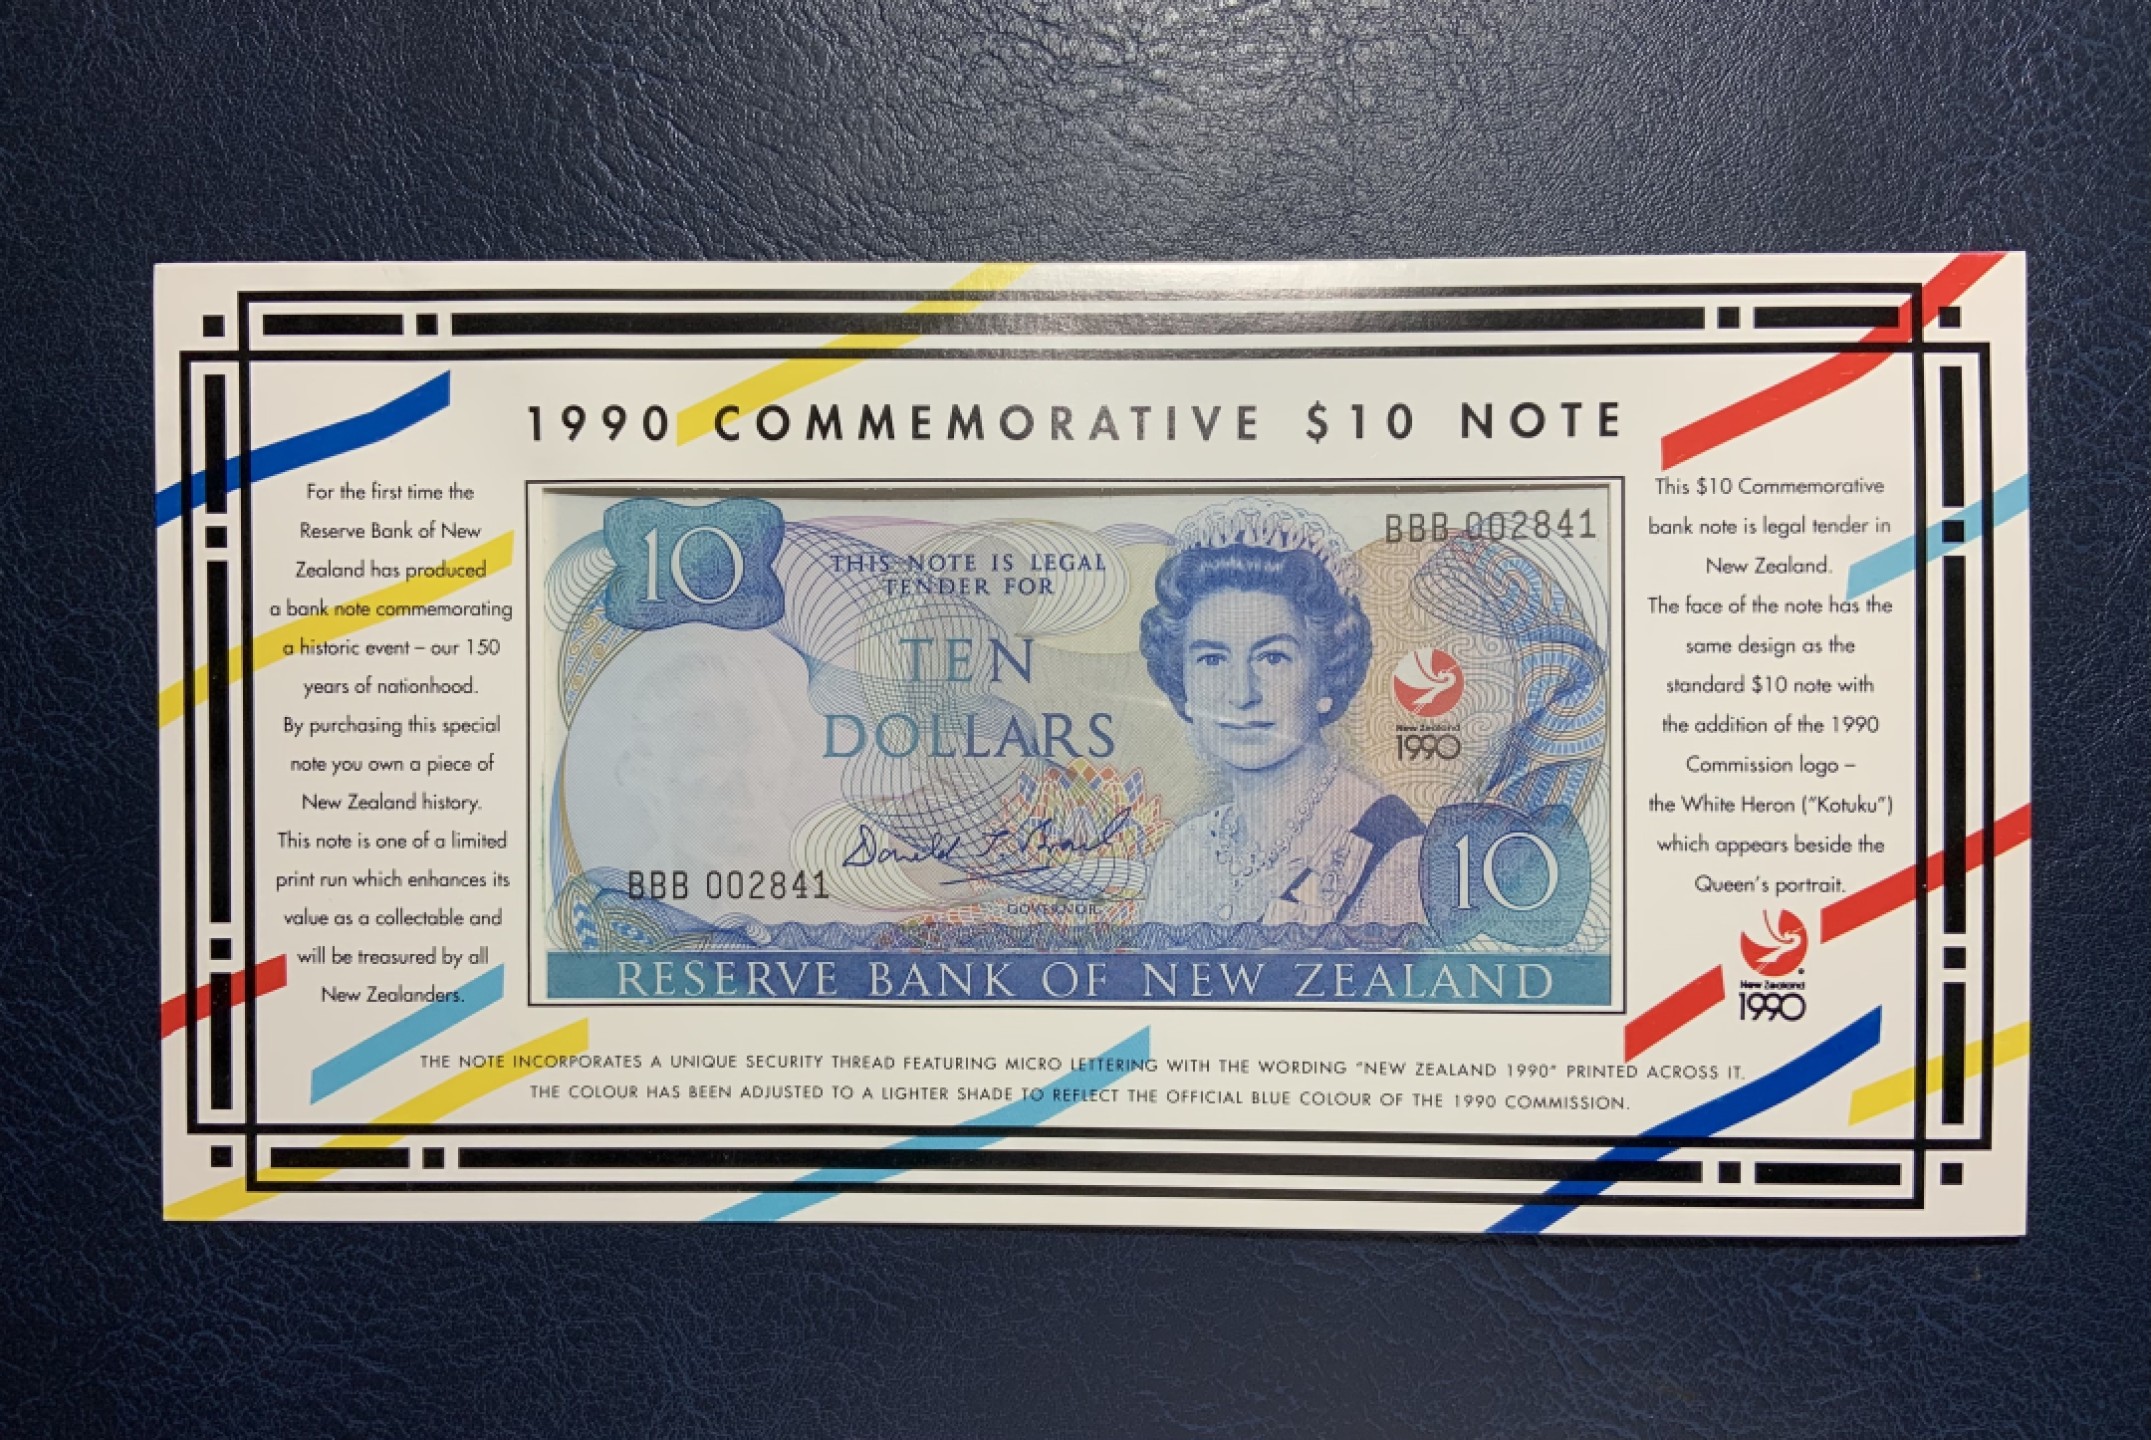 1990 COMMEMORATIVE $10 NOTE
For the first time the
Reserve Bank of New
Zealand has produced
a bank note commemorating
a historic event – our 150
years of nationhood.
By purchasing this special
note you own a piece of
New Zealand history.
This note is one of a limited
print run which enhances its
value as a collectable and
will be treasured by all
New Zealanders.
10
BBB 002841
THIS NOTE IS LEGAL
TENDER FOR
TEN
DOLLARS
New Zealand
1990
Donald T. Brash
BBB 002841
GOVERNOR
10
RESERVE BANK OF NEW ZEALAND
This $10 Commemorative
bank note is legal tender in
New Zealand.
The face of the note has the
same design as the
standard $10 note with
the addition of the 1990
Commission logo –
the White Heron ("Kotuku")
which appears beside the
Queen's portrait.
New Zealand
1990
THE NOTE INCORPORATES A UNIQUE SECURITY THREAD FEATURING MICRO LETTERING WITH THE WORDING "NEW ZEALAND 1990" PRINTED ACROSS IT.
THE COLOUR HAS BEEN ADJUSTED TO A LIGHTER SHADE TO REFLECT THE OFFICIAL BLUE COLOUR OF THE 1990 COMMISSION.